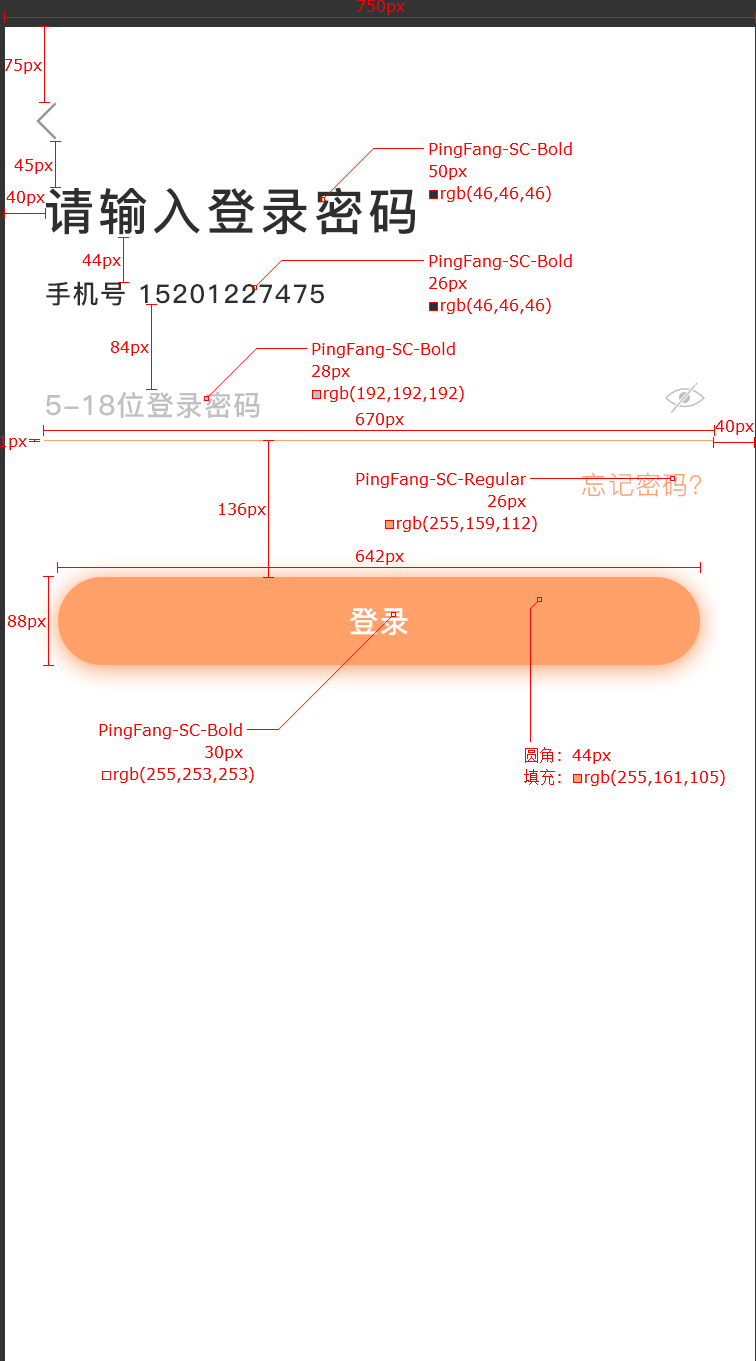 750px
75px
45px
PingFang-SC-Bold
50px
rgb(46,46,46)
40px
请输入登录密码
44px
PingFang-SC-Bold
26px
rgb(46,46,46)
手机号 15201227475
84px
PingFang-SC-Bold
28px
rgb(192,192,192)
5-18位登录密码
670px
40px
1px
PingFang-SC-Regular
26px
rgb(255,159,112)
忘记密码?
136px
642px
88px
登录
PingFang-SC-Bold
30px
rgb(255,253,253)
圆角: 44px
填充: rgb(255,161,105)